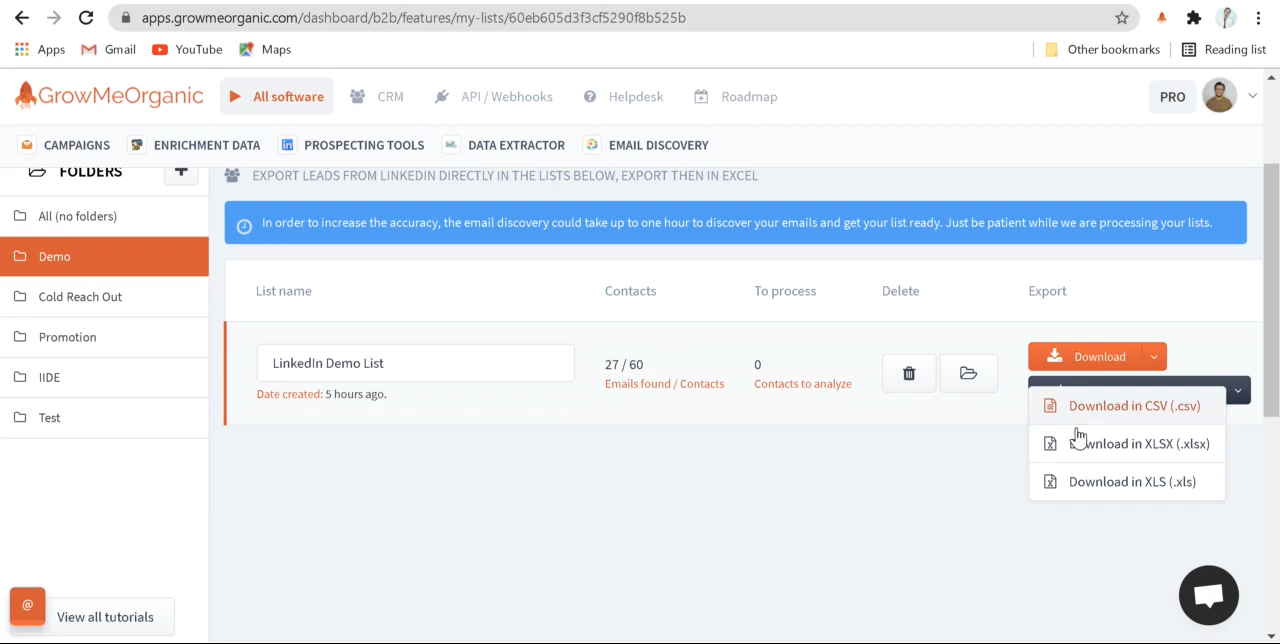 apps.growmeorganic.com/dashboard/b2b/features/my-lists/60eb605d3f3cf5290f8b525b
Apps Gmail YouTube Maps Other bookmarks Reading list
GrowMeOrganic All software CRM API / Webhooks Helpdesk Roadmap PRO
CAMPAIGNS ENRICHMENT DATA PROSPECTING TOOLS DATA EXTRACTOR EMAIL DISCOVERY
FOLDERS +
EXPORT LEADS FROM LINKEDIN DIRECTLY IN THE LISTS BELOW, EXPORT THEN IN EXCEL
All (no folders)
In order to increase the accuracy, the email discovery could take up to one hour to discover your emails and get your list ready. Just be patient while we are processing your lists.
Demo
Cold Reach Out
Promotion
IIDE
Test
List name Contacts To process Delete Export
LinkedIn Demo List 27 / 60 0 Download
Date created: 5 hours ago. Emails found / Contacts Contacts to analyze
Download in CSV (.csv)
wnload in XLSX (.xlsx)
Download in XLS (.xls)
@ View all tutorials